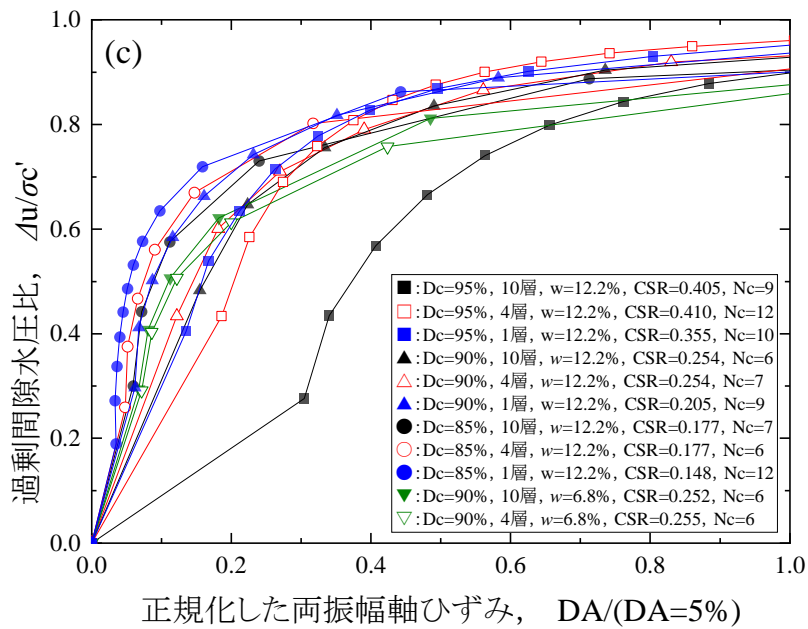 (c)
過剰間隙水圧比, Δu/σc'
1.0
0.8
0.6
0.4
0.2
0.0
0.0 0.2 0.4 0.6 0.8 1.0
正規化した両振幅軸ひずみ, DA/(DA=5%)
:Dc=95%, 10層, w=12.2%, CSR=0.405, Nc=9
:Dc=95%, 4層, w=12.2%, CSR=0.410, Nc=12
:Dc=95%, 1層, w=12.2%, CSR=0.355, Nc=10
:Dc=90%, 10層, w=12.2%, CSR=0.254, Nc=6
:Dc=90%, 4層, w=12.2%, CSR=0.254, Nc=7
:Dc=90%, 1層, w=12.2%, CSR=0.205, Nc=9
:Dc=85%, 10層, w=12.2%, CSR=0.177, Nc=7
:Dc=85%, 4層, w=12.2%, CSR=0.177, Nc=6
:Dc=85%, 1層, w=12.2%, CSR=0.148, Nc=12
:Dc=90%, 10層, w=6.8%, CSR=0.252, Nc=6
:Dc=90%, 4層, w=6.8%, CSR=0.255, Nc=6